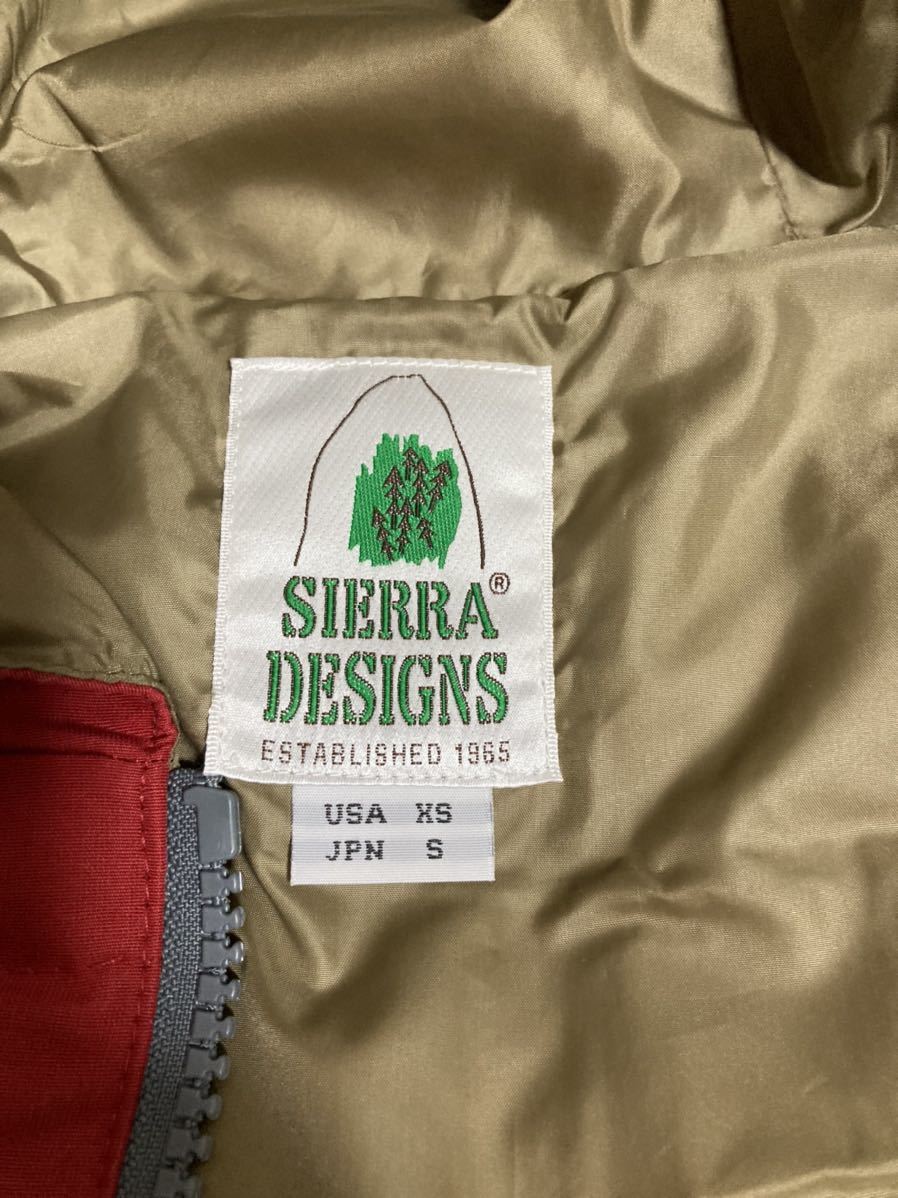 SIERRA®
DESIGNS
ESTABLISHED 1965
USA XS
JPN S